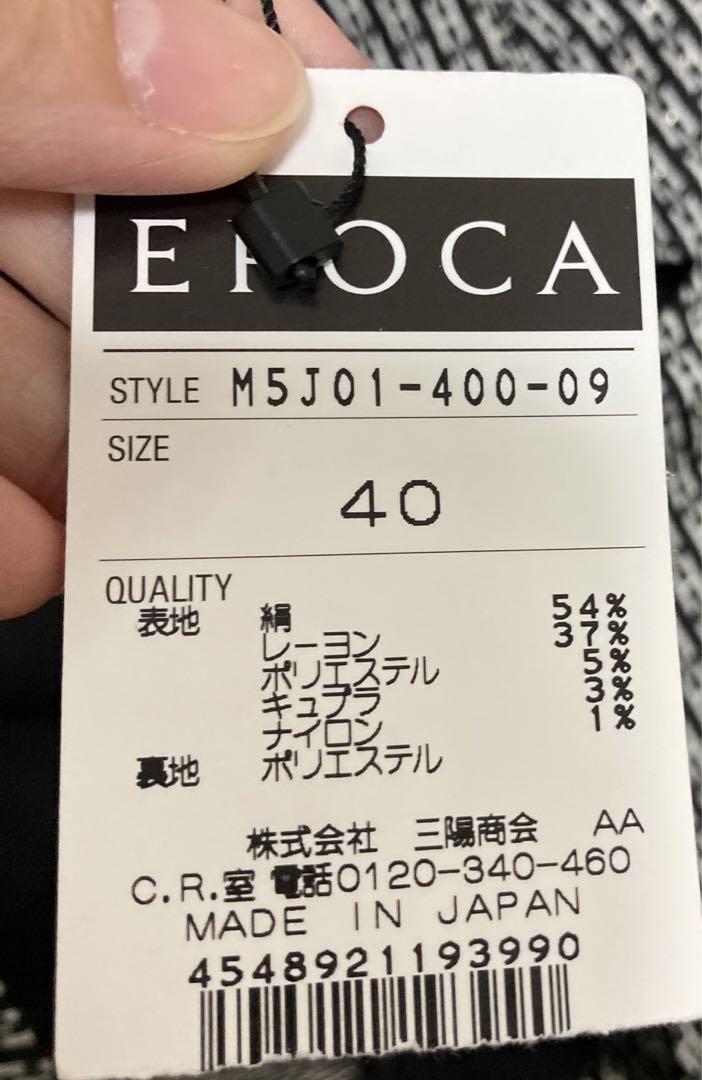 EPOCA
STYLE M5J01-400-09
SIZE
40
QUALITY
表地 絹 54%
レーヨン 37%
ポリエステル 5%
キュプラ 3%
ナイロン 1%
裏地 ポリエステル
株式会社 三陽商会 AA
C.R.室 電話0120-340-460
MADE IN JAPAN
4548921193990